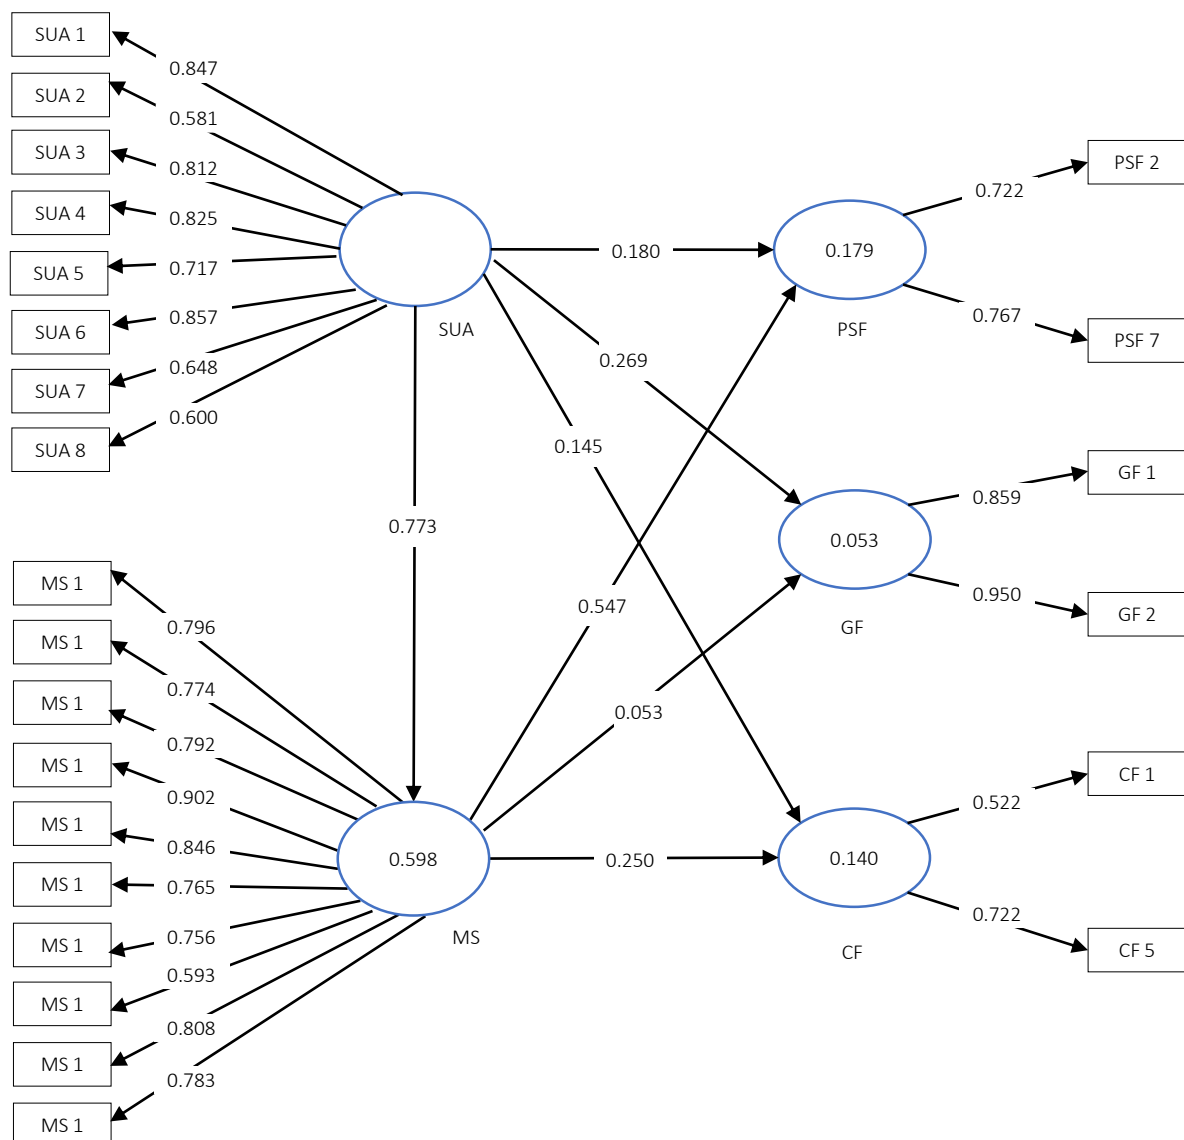 SUA 1
0.847
SUA 2
0.581
SUA 3
0.812
SUA 4
0.825
SUA 5
0.717
SUA 6
0.857
SUA 7
0.648
SUA 8
0.600
SUA
0.180
0.269
0.145
0.773
0.179
PSF
0.722
PSF 2
0.767
PSF 7
0.053
GF
0.859
GF 1
0.950
GF 2
0.547
0.053
0.250
MS 1
0.796
MS 1
0.774
MS 1
0.792
MS 1
0.902
MS 1
0.846
MS 1
0.765
MS 1
0.756
MS 1
0.593
MS 1
0.808
MS 1
0.783
0.598
MS
0.140
CF
0.522
CF 1
0.722
CF 5